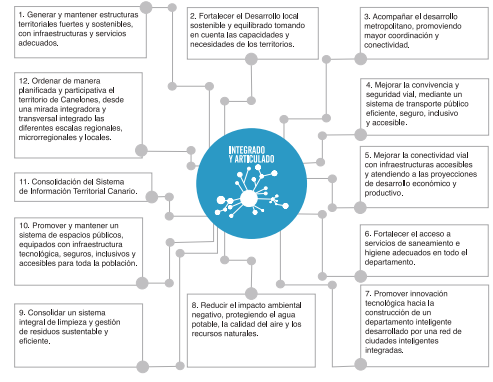 1. Generar y mantener estructuras
territoriales fuertes y sostenibles,
con infraestructuras y servicios
adecuados.
2. Fortalecer el Desarrollo local
sostenible y equilibrado tomando
en cuenta las capacidades y
necesidades de los territorios.
3. Acompañar el desarrollo
metropolitano, promoviendo
mayor coordinación y
conectividad.
12. Ordenar de manera
planificada y participativa el
territorio de Canelones, desde
una mirada integradora y
transversal integrado las
diferentes escalas regionales,
microrregionales y locales.
4. Mejorar la convivencia y
seguridad vial, mediante un
sistema de transporte público
eficiente, seguro, inclusivo
y accesible.
INTEGRADO
Y ARTICULADO
5. Mejorar la conectividad vial
con infraestructuras accesibles
y atendiendo a las proyecciones
de desarrollo económico y
productivo.
11. Consolidación del Sistema
de Información Territorial Canario.
10. Promover y mantener un
sistema de espacios públicos,
equipados con infraestructura
tecnológica, seguros, inclusivos y
accesibles para toda la población.
6. Fortalecer el acceso a
servicios de saneamiento e
higiene adecuados en todo el
departamento.
9. Consolidar un sistema
integral de limpieza y gestión
de residuos sustentable y
eficiente.
8. Reducir el impacto ambiental
negativo, protegiendo el agua
potable, la calidad del aire y los
recursos naturales.
7. Promover innovación
tecnológica hacia la
construcción de un
departamento inteligente
desarrollado por una red de
ciudades inteligentes
integradas.